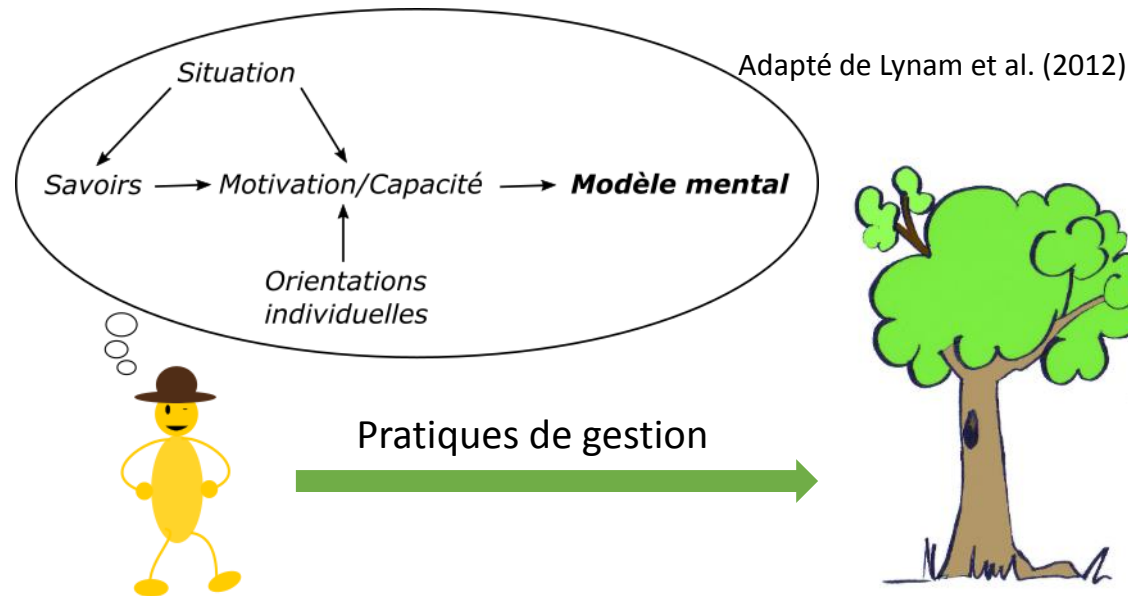 Situation
Adapté de Lynam et al. (2012)
Savoirs
Motivation/Capacité
Modèle mental
Orientations
individuelles
Pratiques de gestion